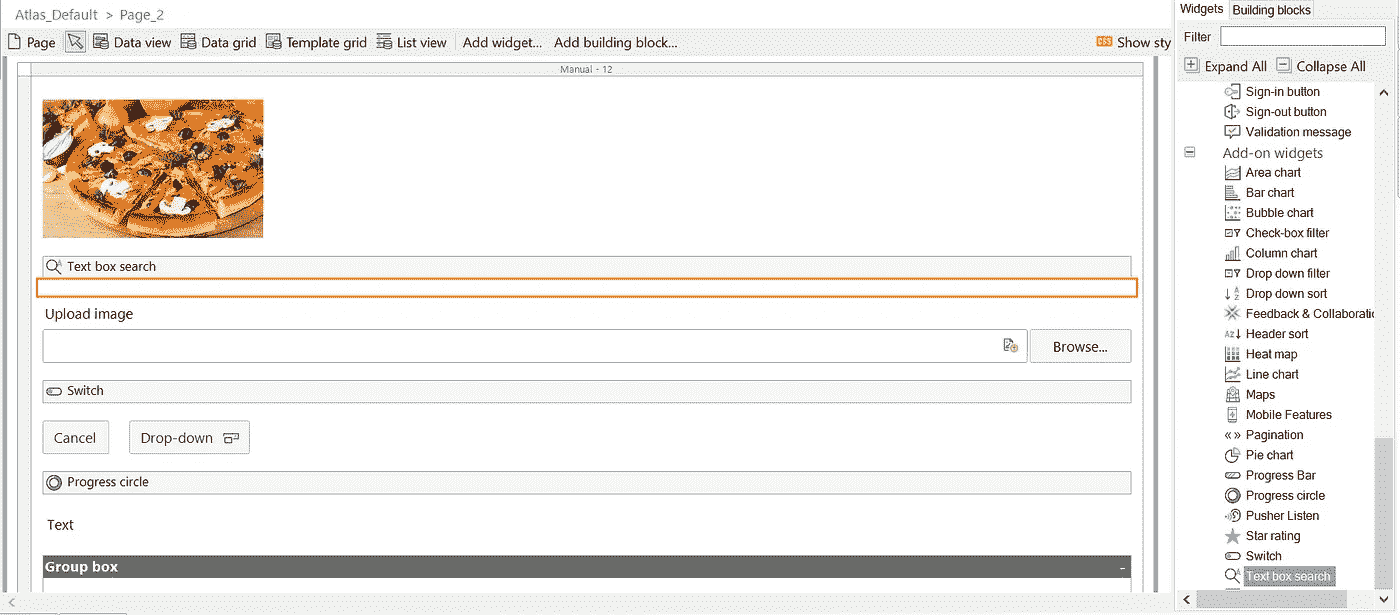 Atlas_Default > Page_2
Page Data view Data grid Template grid List view Add widget... Add building block... CSS Show sty
Manual - 12
Text box search
Upload image
Browse...
Switch
Cancel Drop-down
Progress circle
Text
Group box -
Widgets Building blocks
Filter
Expand All Collapse All
Sign-in button
Sign-out button
Validation message
Add-on widgets
Area chart
Bar chart
Bubble chart
Check-box filter
Column chart
Drop down filter
Drop down sort
Feedback & Collaboratic
Header sort
Heat map
Line chart
Maps
Mobile Features
Pagination
Pie chart
Progress Bar
Progress circle
Pusher Listen
Star rating
Switch
Text box search